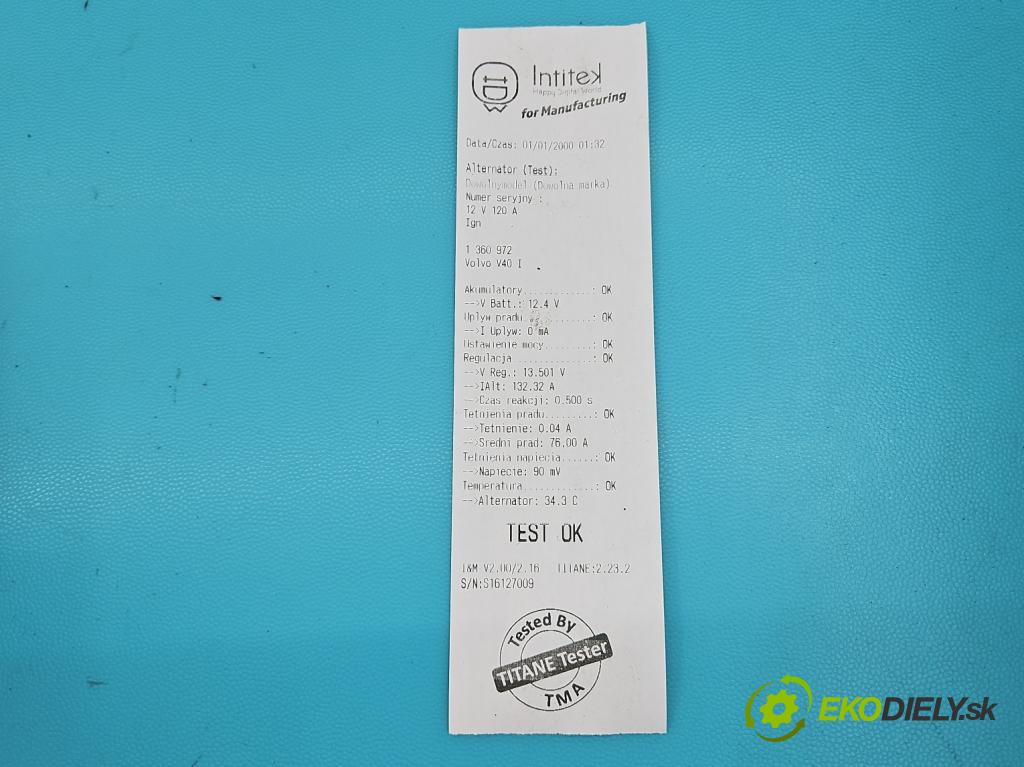 Intitek
Happy Digital World
for Manufacturing
Data/Czas: 01/01/2000 01:32
Alternator (Test):
Dowolnymodel (Dowolna marka)
Numer seryjny :
12 V 120 A
Ign
1 360 972
Volvo V40 I
Akumulatory............: OK
-->V Batt.: 12.4 V
Uplyw pradu............: OK
-->I Uplyw: 0 mA
Ustawienie mocy........: OK
Regulacja..............: OK
-->V Reg.: 13.501 V
-->IAlt: 132.32 A
-->Czas reakcji: 0.500 s
Tetnienia pradu........: OK
-->Tetnienie: 0.04 A
-->Sredni prad: 76.00 A
Tetnienia napiecia......: OK
-->Napiecie: 90 mV
Temperatura............: OK
-->Alternator: 34.3 C
TEST OK
I&M V2.00/2.16 TITANE:2.23.2
S/N:S16127009
Tested By
TITANE Tester
TMA
EKODIELY.sk